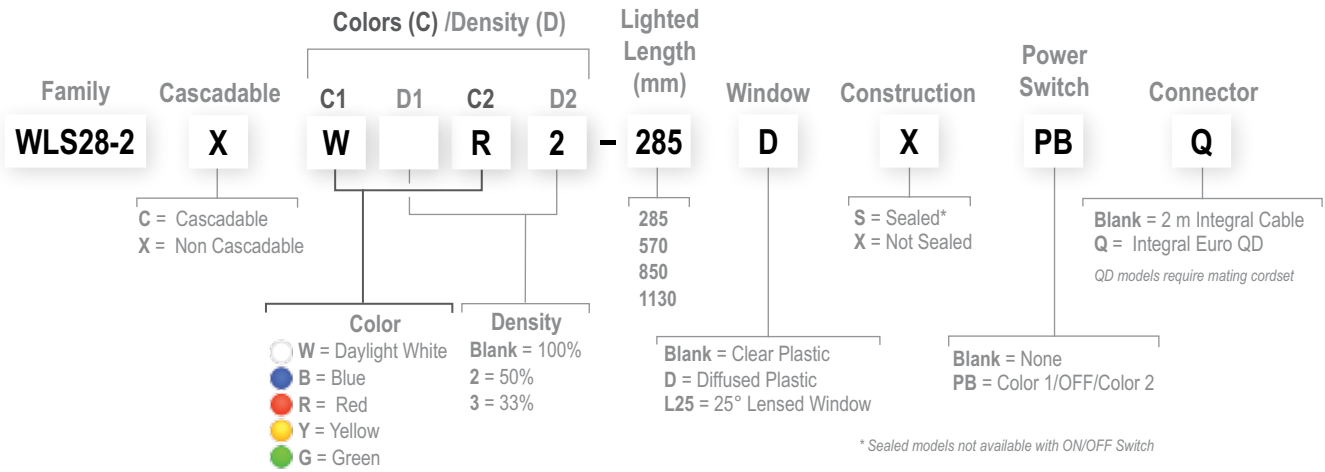 Colors (C) /Density (D)
Lighted
Length
(mm)
Power
Switch
Family
Cascadable
C1
D1
C2
D2
Window
Construction
Connector
WLS28-2
X
W
R
2
–
285
D
X
PB
Q
C = Cascadable
X = Non Cascadable
285
570
850
1130
S = Sealed*
X = Not Sealed
Blank = 2 m Integral Cable
Q = Integral Euro QD
QD models require mating cordset
Color
W = Daylight White
B = Blue
R = Red
Y = Yellow
G = Green
Density
Blank = 100%
2 = 50%
3 = 33%
Blank = Clear Plastic
D = Diffused Plastic
L25 = 25° Lensed Window
Blank = None
PB = Color 1/OFF/Color 2
* Sealed models not available with ON/OFF Switch